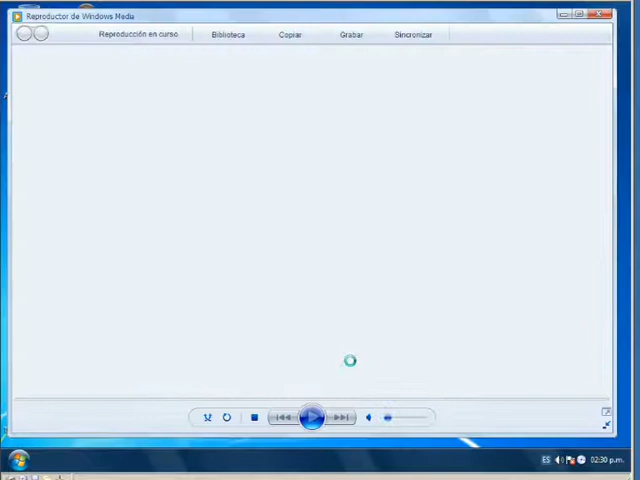 Reproductor de Windows Media
Reproducción en curso Biblioteca Copiar Grabar Sincronizar
ES 02:30 p.m.